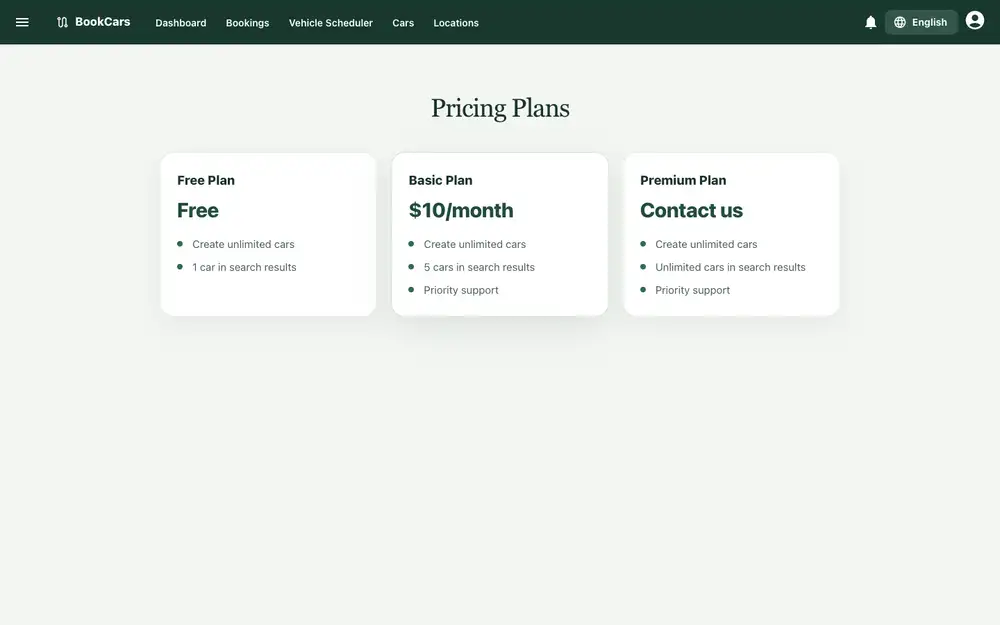 BookCars Dashboard Bookings Vehicle Scheduler Cars Locations English
Pricing Plans
Free Plan
Free
Create unlimited cars
1 car in search results
Basic Plan
$10/month
Create unlimited cars
5 cars in search results
Priority support
Premium Plan
Contact us
Create unlimited cars
Unlimited cars in search results
Priority support